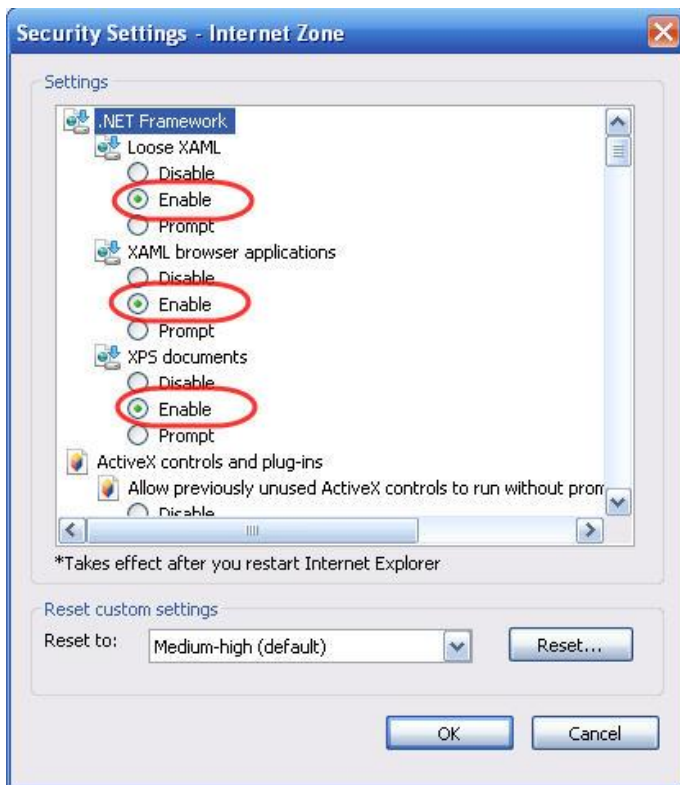 Security Settings - Internet Zone
Settings
.NET Framework
Loose XAML
Disable
Enable
Prompt
XAML browser applications
Disable
Enable
Prompt
XPS documents
Disable
Enable
Prompt
ActiveX controls and plug-ins
Allow previously unused ActiveX controls to run without prom
Disable
*Takes effect after you restart Internet Explorer
Reset custom settings
Reset to:
Medium-high (default)
Reset...
OK
Cancel